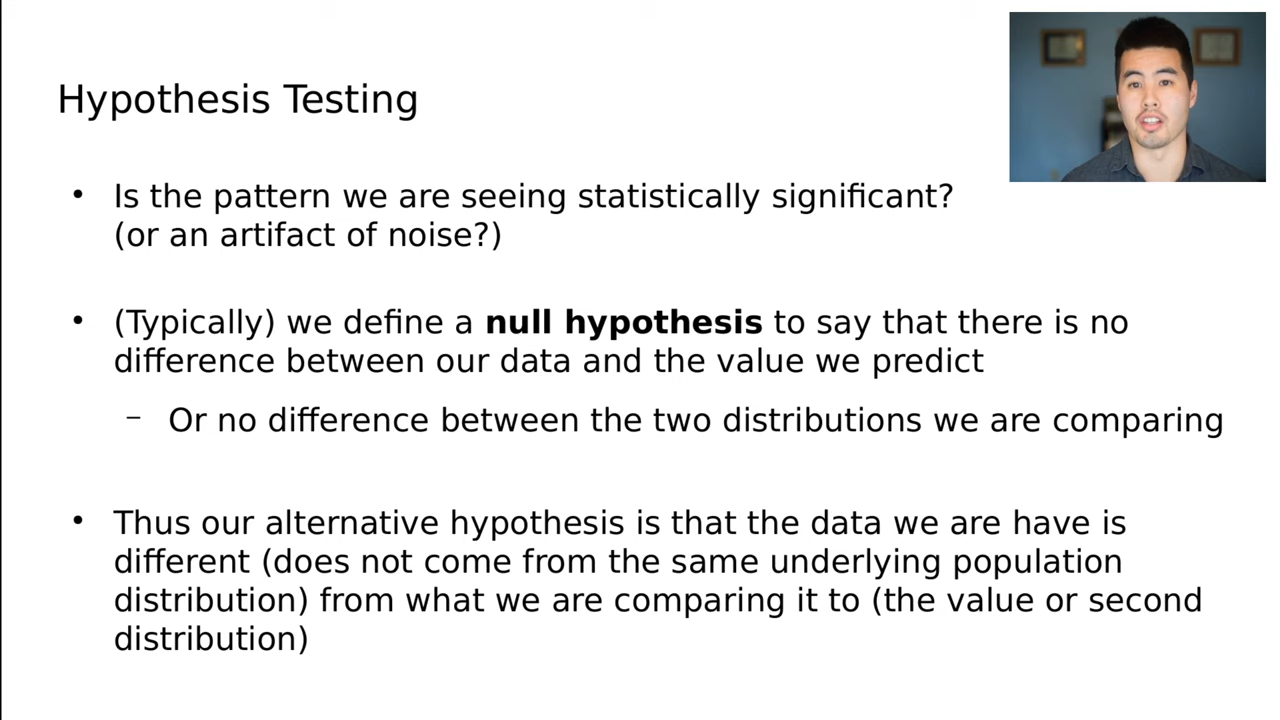 Hypothesis Testing
• Is the pattern we are seeing statistically significant?
(or an artifact of noise?)
• (Typically) we define a null hypothesis to say that there is no
difference between our data and the value we predict
– Or no difference between the two distributions we are comparing
• Thus our alternative hypothesis is that the data we are have is
different (does not come from the same underlying population
distribution) from what we are comparing it to (the value or second
distribution)